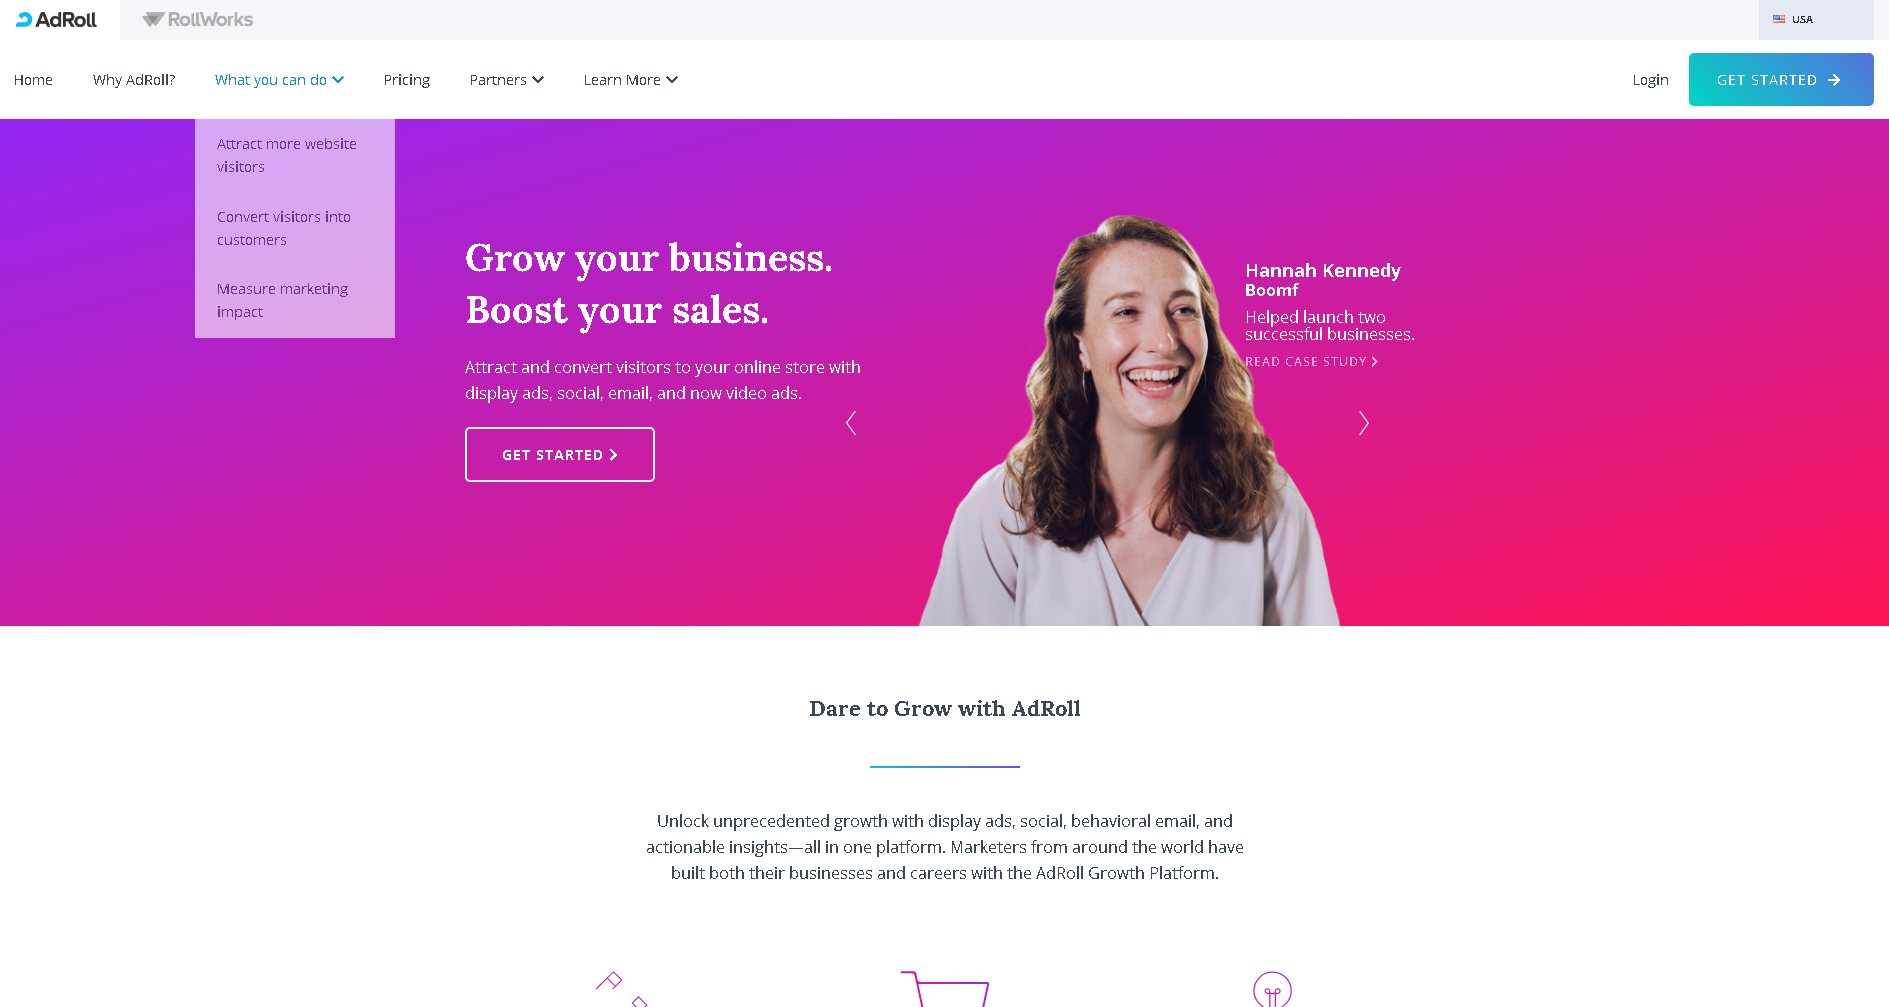 AdRoll
RollWorks
USA
Home
Why AdRoll?
What you can do
Pricing
Partners
Learn More
Login
GET STARTED
Attract more website
visitors
Convert visitors into
customers
Measure marketing
impact
Grow your business.
Boost your sales.
Attract and convert visitors to your online store with
display ads, social, email, and now video ads.
GET STARTED
Hannah Kennedy
Boomf
Helped launch two
successful businesses.
READ CASE STUDY
Dare to Grow with AdRoll
Unlock unprecedented growth with display ads, social, behavioral email, and
actionable insights—all in one platform. Marketers from around the world have
built both their businesses and careers with the AdRoll Growth Platform.